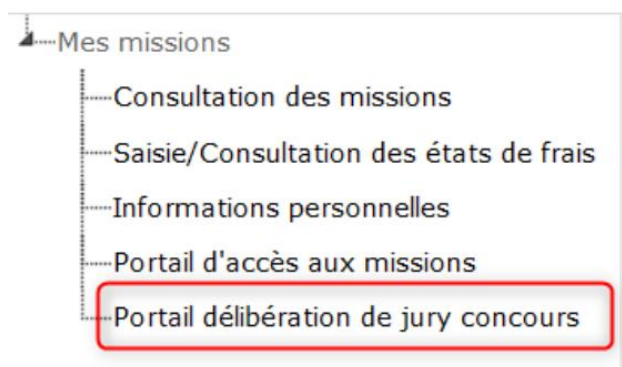 Mes missions
Consultation des missions
Saisie/Consultation des états de frais
Informations personnelles
Portail d'accès aux missions
Portail délibération de jury concours